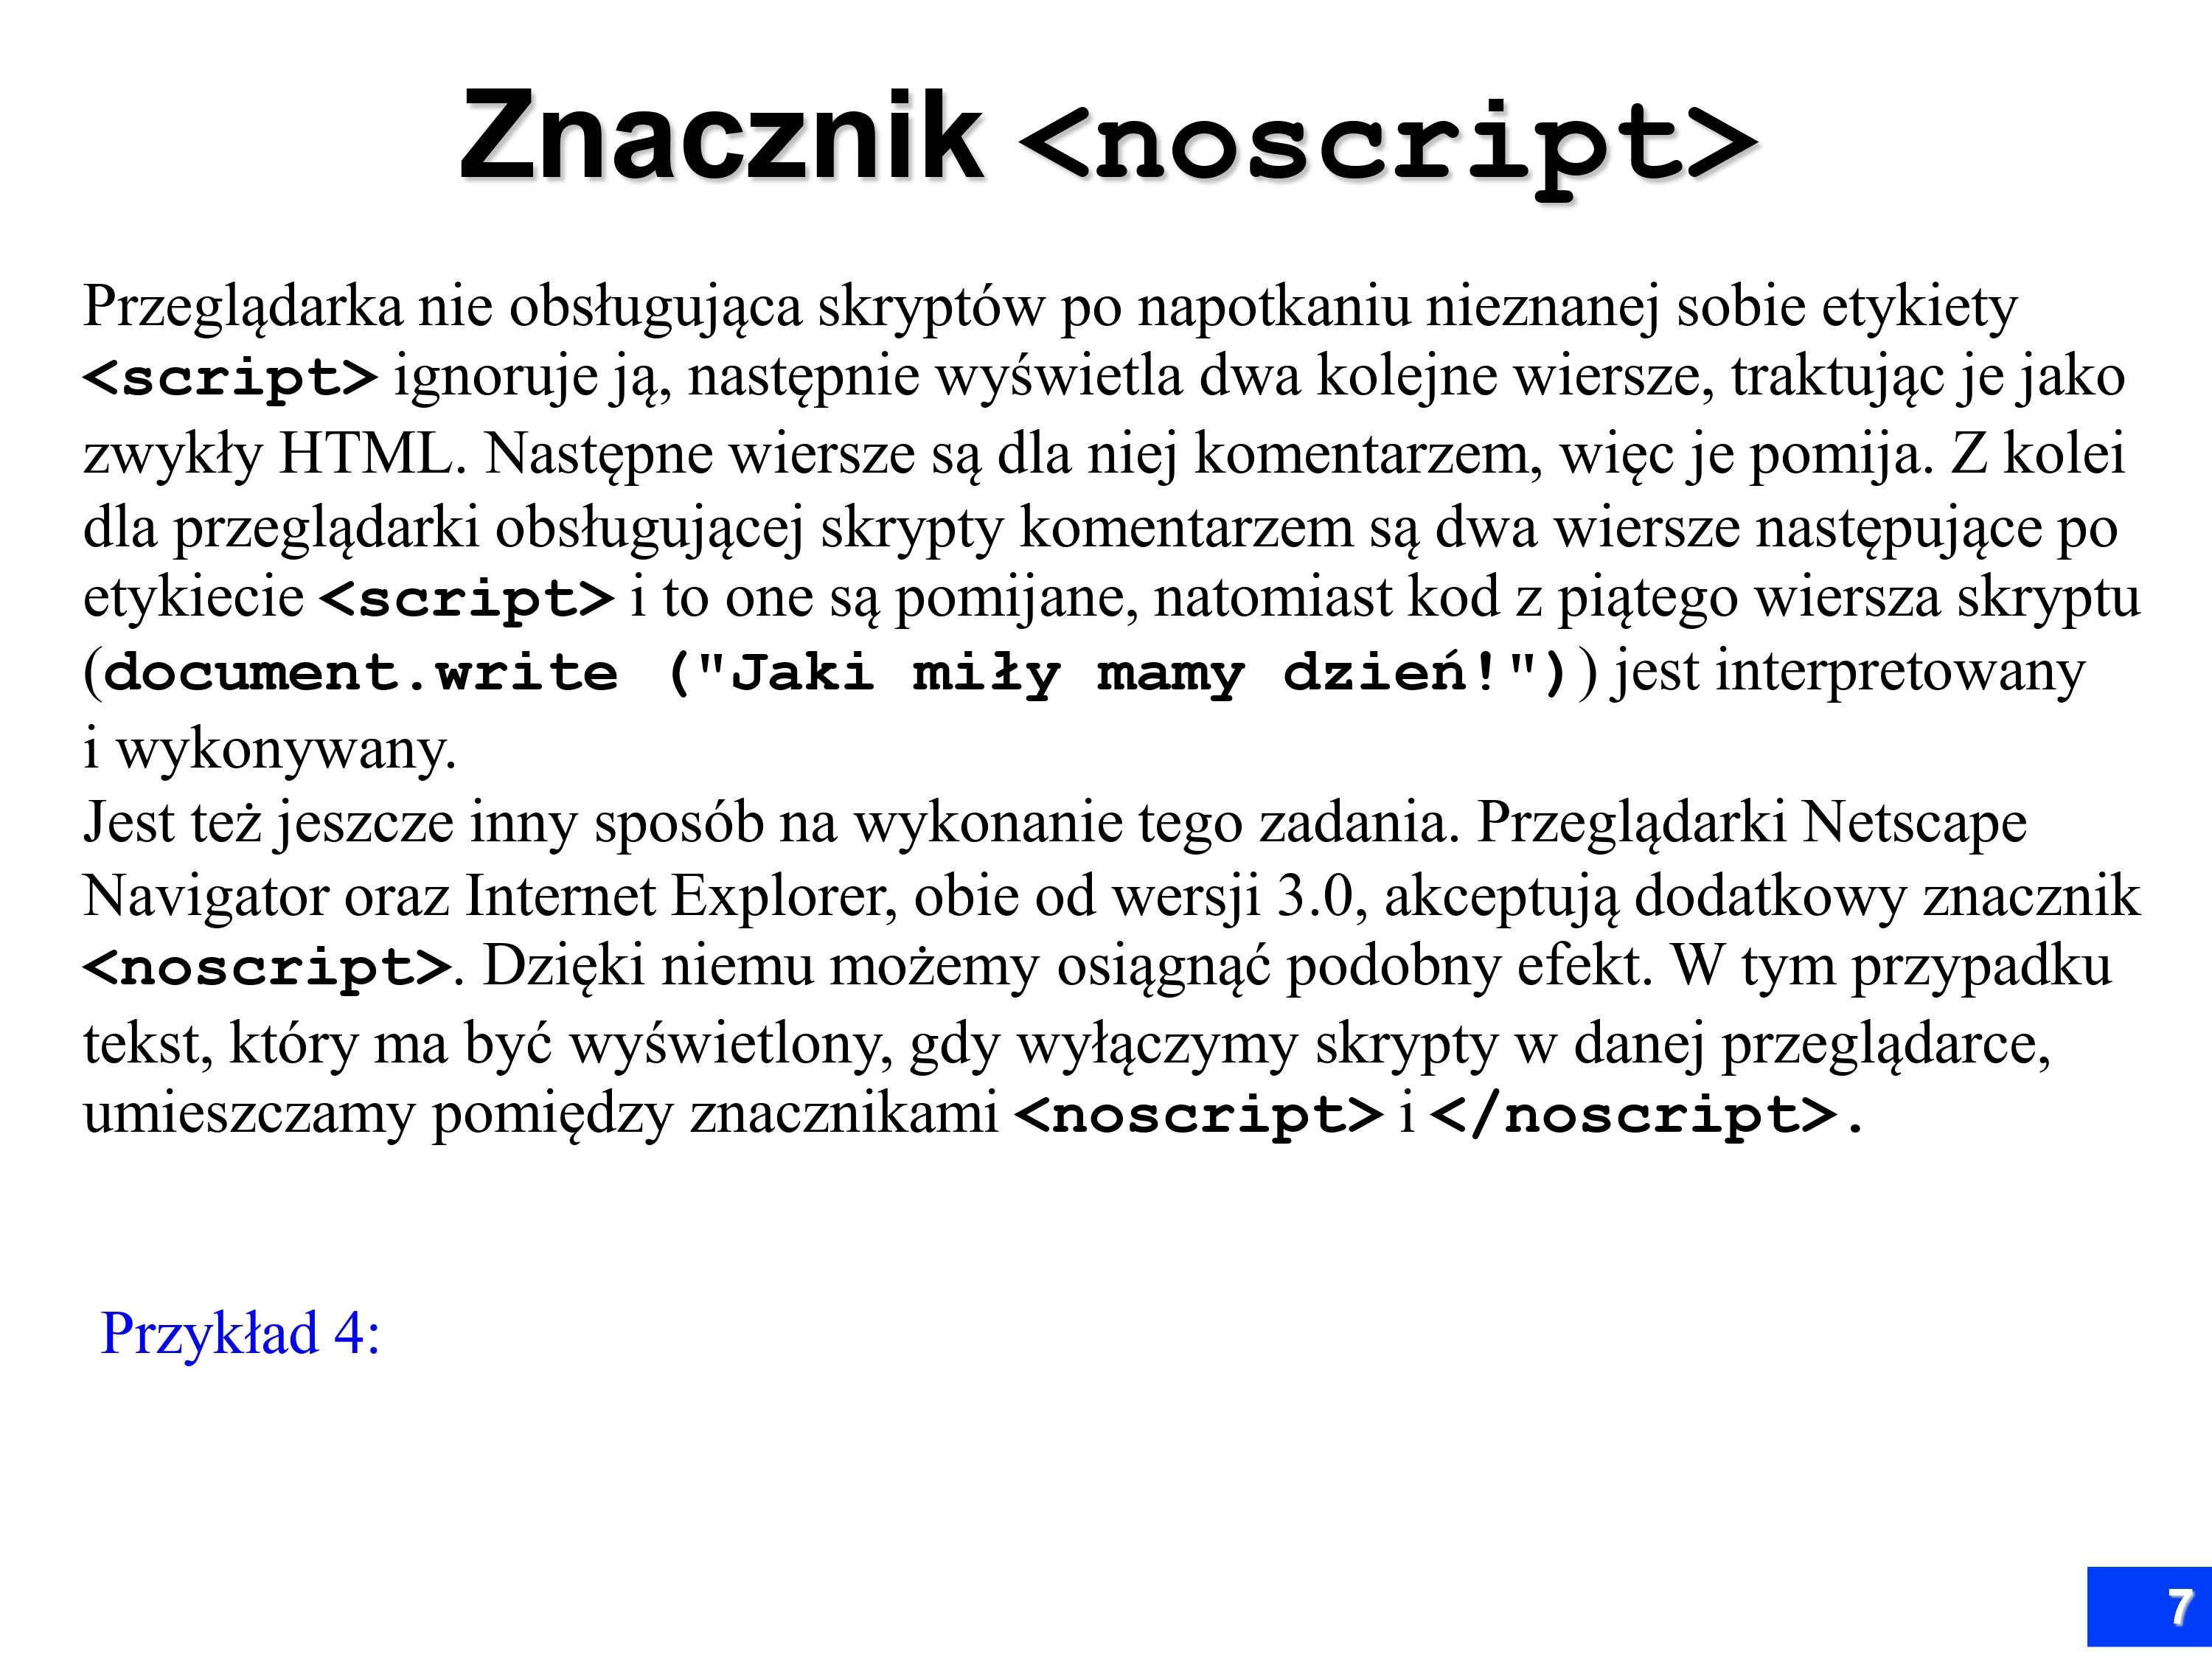 Znacznik <noscript>
Przeglądarka nie obsługująca skryptów po napotkaniu nieznanej sobie etykiety
<script> ignoruje ją, następnie wyświetla dwa kolejne wiersze, traktując je jako
zwykły HTML. Następne wiersze są dla niej komentarzem, więc je pomija. Z kolei
dla przeglądarki obsługującej skrypty komentarzem są dwa wiersze następujące po
etykiecie <script> i to one są pomijane, natomiast kod z piątego wiersza skryptu
(document.write ("Jaki miły mamy dzień!")) jest interpretowany
i wykonywany.
Jest też jeszcze inny sposób na wykonanie tego zadania. Przeglądarki Netscape
Navigator oraz Internet Explorer, obie od wersji 3.0, akceptują dodatkowy znacznik
<noscript>. Dzięki niemu możemy osiągnąć podobny efekt. W tym przypadku
tekst, który ma być wyświetlony, gdy wyłączymy skrypty w danej przeglądarce,
umieszczamy pomiędzy znacznikami <noscript> i </noscript>.
Przykład 4:
7